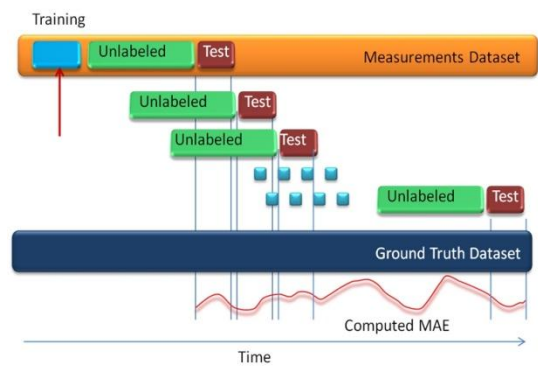 Training
Unlabeled Test Measurements Dataset
Unlabeled Test
Unlabeled Test
Unlabeled Test
Ground Truth Dataset
Computed MAE
Time